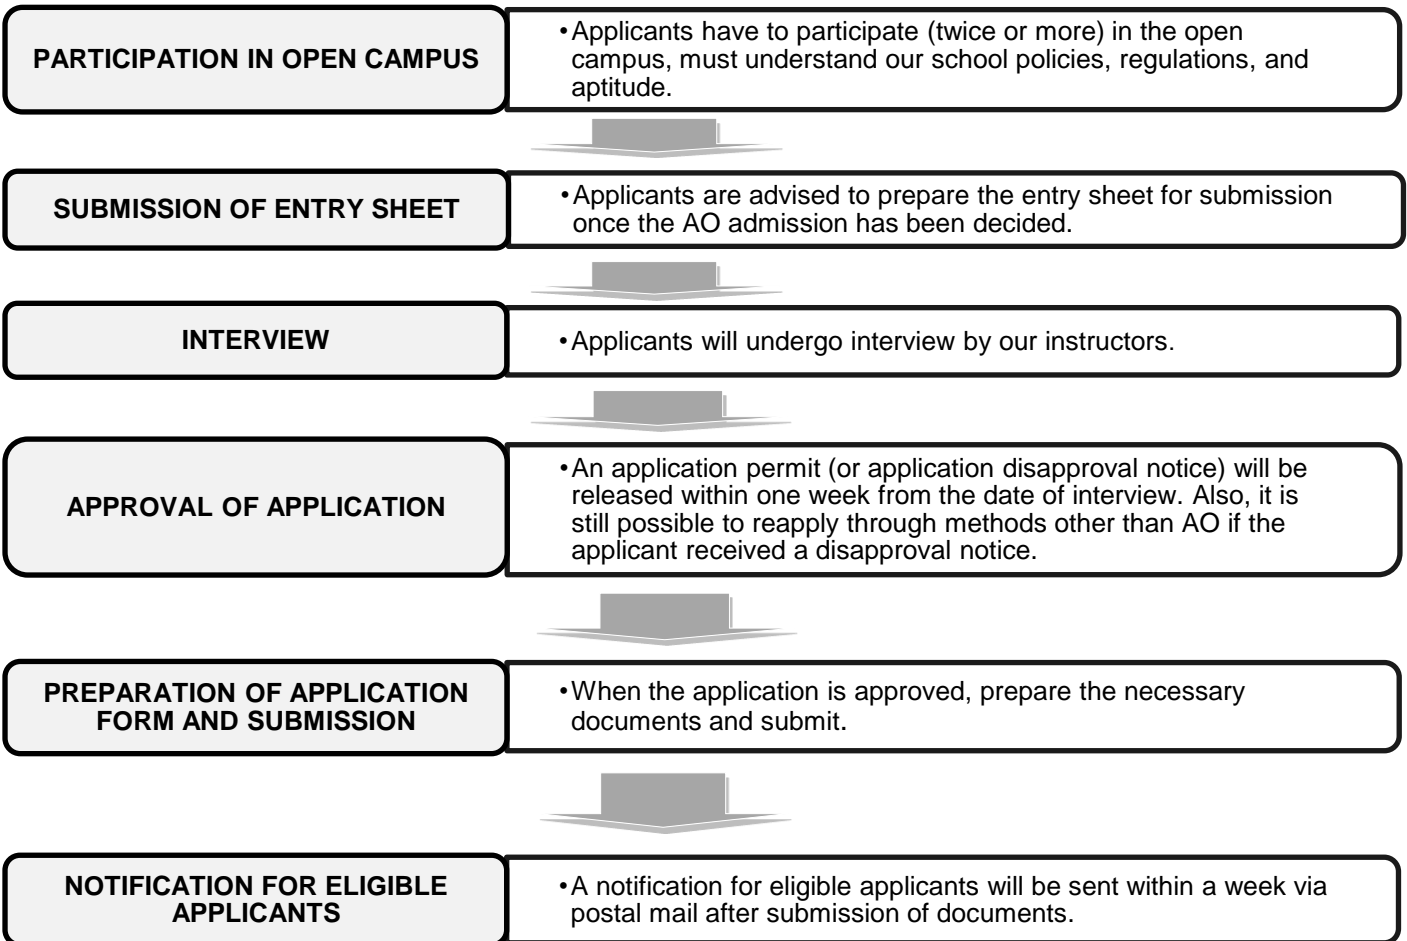 PARTICIPATION IN OPEN CAMPUS
•Applicants have to participate (twice or more) in the open
campus, must understand our school policies, regulations, and
aptitude.
SUBMISSION OF ENTRY SHEET
•Applicants are advised to prepare the entry sheet for submission
once the AO admission has been decided.
INTERVIEW
•Applicants will undergo interview by our instructors.
APPROVAL OF APPLICATION
•An application permit (or application disapproval notice) will be
released within one week from the date of interview. Also, it is
still possible to reapply through methods other than AO if the
applicant received a disapproval notice.
PREPARATION OF APPLICATION
FORM AND SUBMISSION
•When the application is approved, prepare the necessary
documents and submit.
NOTIFICATION FOR ELIGIBLE
APPLICANTS
•A notification for eligible applicants will be sent within a week via
postal mail after submission of documents.